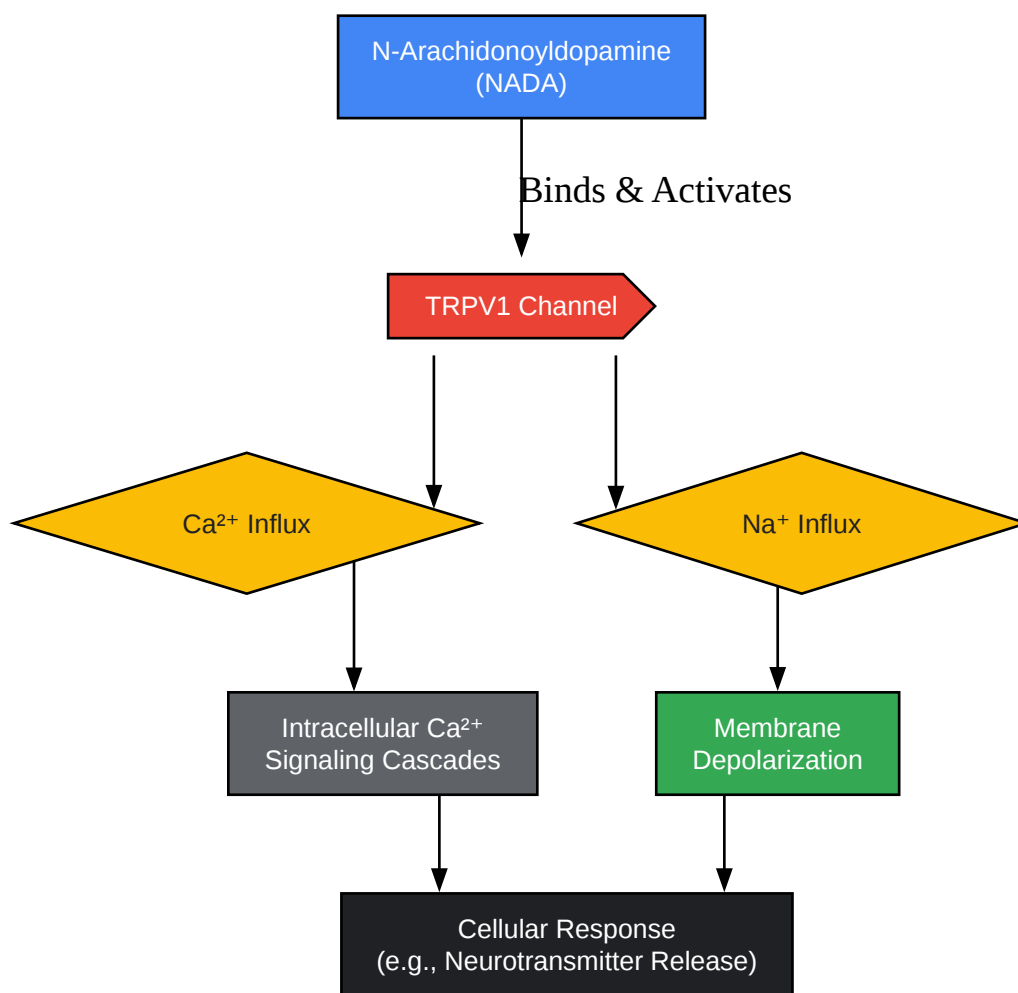 N-Arachidonoyldopamine
(NADA)
Binds & Activates
TRPV1 Channel
Ca²⁺ Influx
Na⁺ Influx
Intracellular Ca²⁺
Signaling Cascades
Membrane
Depolarization
Cellular Response
(e.g., Neurotransmitter Release)